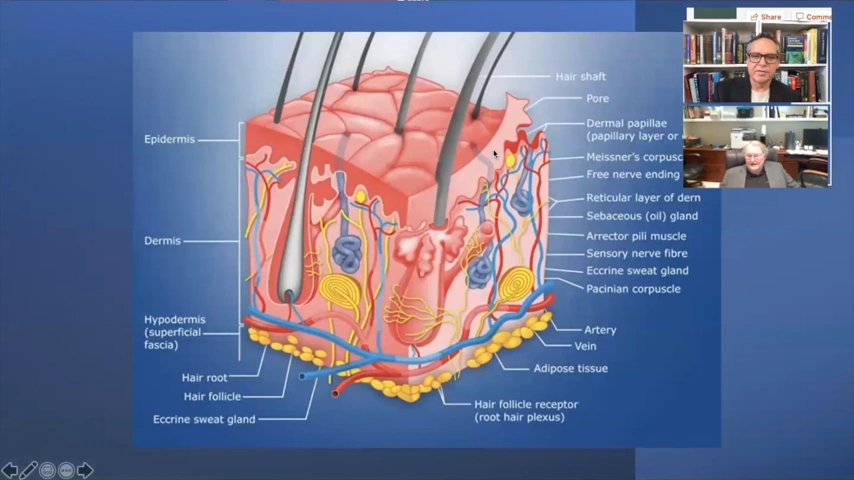 Share
Comme
Epidermis
Dermis
Hypodermis
(superficial
fascia)
Hair root
Hair follicle
Eccrine sweat gland
Hair shaft
Pore
Dermal papillae
(papillary layer or
Meissner's corpusc
Free nerve ending
Reticular layer of dern
Sebaceous (oil) gland
Arrector pili muscle
Sensory nerve fibre
Eccrine sweat gland
Pacinian corpuscle
Artery
Vein
Adipose tissue
Hair follicle receptor
(root hair plexus)